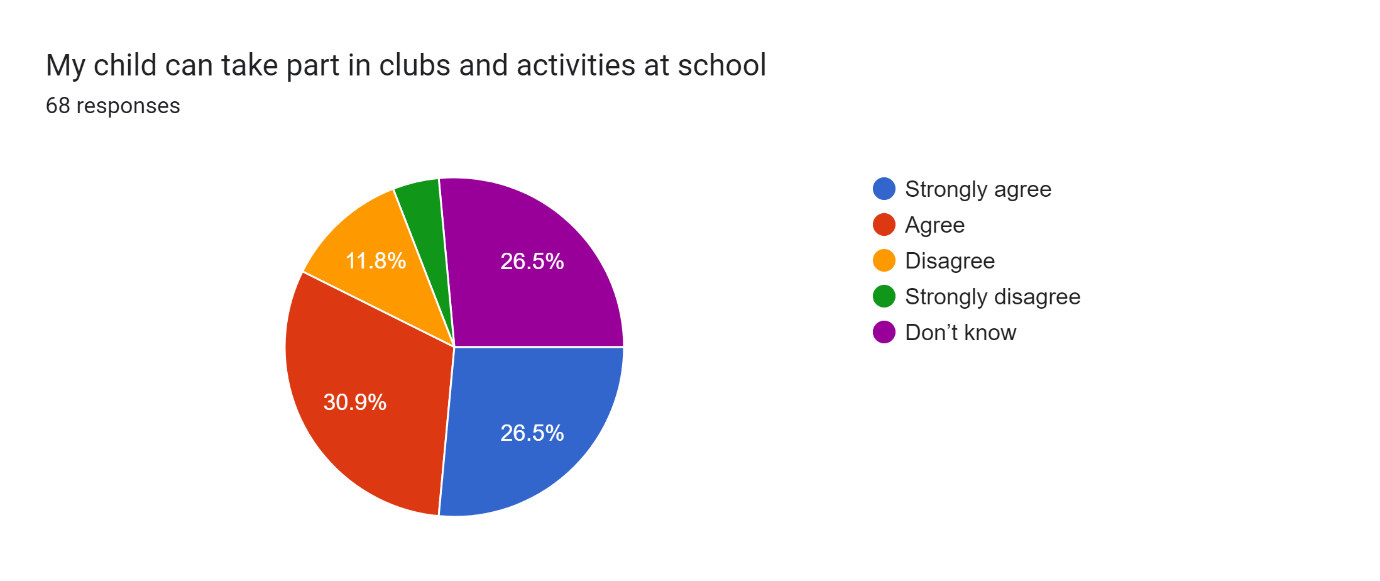 My child can take part in clubs and activities at school
68 responses
Strongly agree
Agree
Disagree
Strongly disagree
Don’t know
11.8%
26.5%
30.9%
26.5%